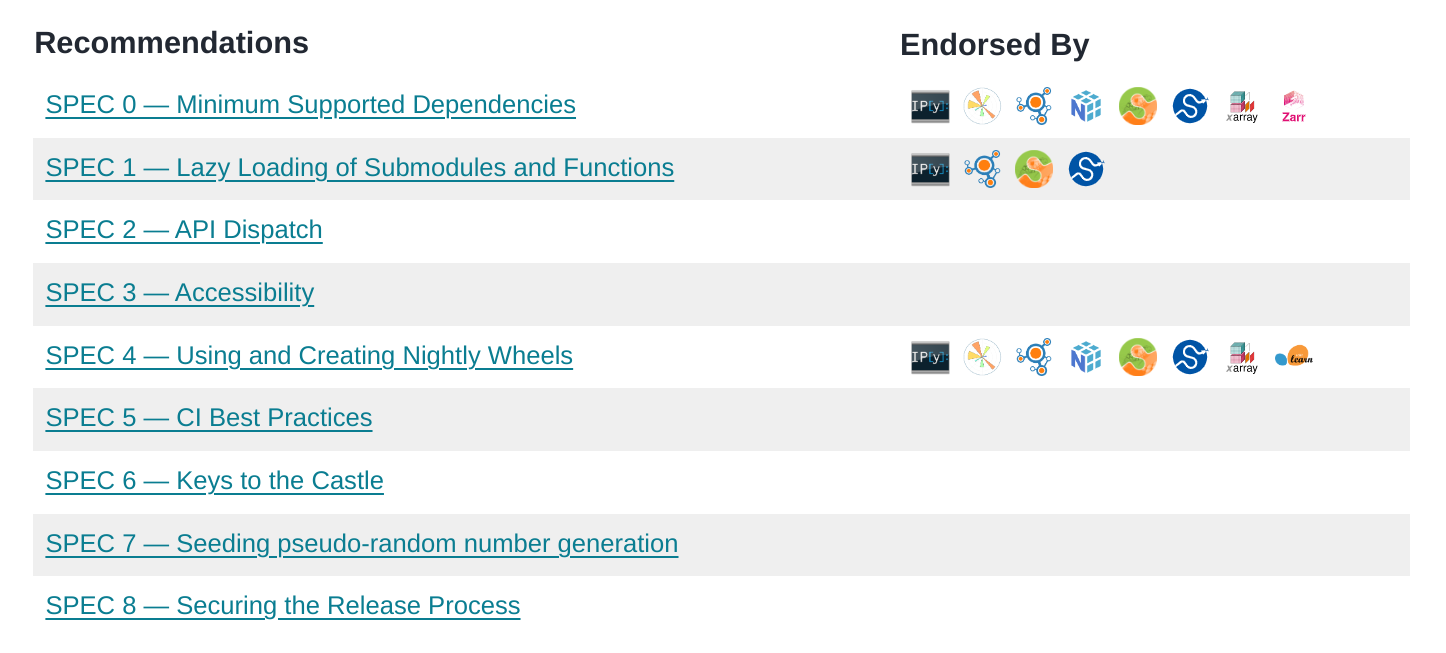 Recommendations Endorsed By
SPEC 0 — Minimum Supported Dependencies IP[y]: xarray Zarr
SPEC 1 — Lazy Loading of Submodules and Functions IP[y]:
SPEC 2 — API Dispatch
SPEC 3 — Accessibility
SPEC 4 — Using and Creating Nightly Wheels IP[y]: xarray learn
SPEC 5 — CI Best Practices
SPEC 6 — Keys to the Castle
SPEC 7 — Seeding pseudo-random number generation
SPEC 8 — Securing the Release Process